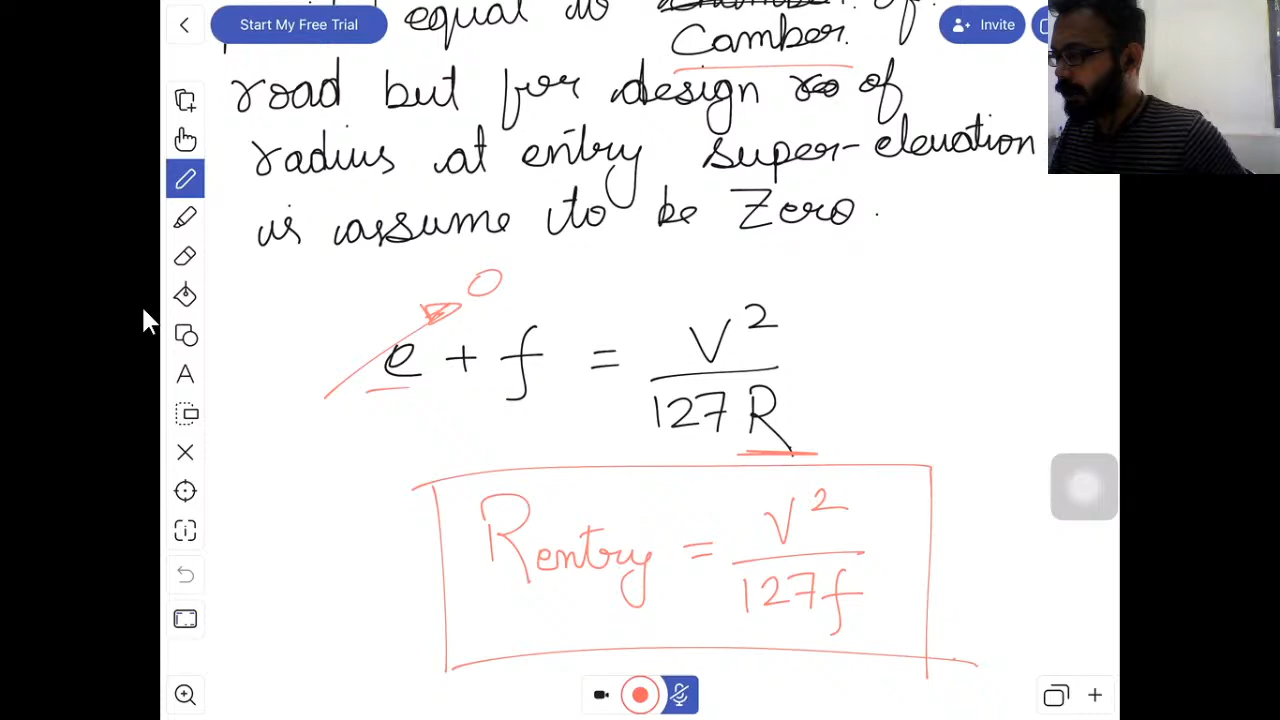 Start My Free Trial
Invite
equal to of
Camber.
road but for design of
radius at entry super-elevation
is assume to be Zero.
0
e + f = V²
127 R
Rentry = V²
127f